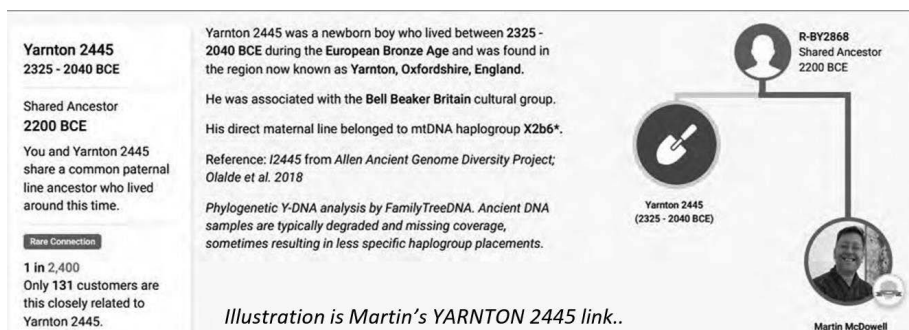 Yarnton 2445
2325 - 2040 BCE
Shared Ancestor
2200 BCE
You and Yarnton 2445
share a common paternal
line ancestor who lived
around this time.
Rare Connection
1 in 2,400
Only 131 customers are
this closely related to
Yarnton 2445.
Yarnton 2445 was a newborn boy who lived between 2325 -
2040 BCE during the European Bronze Age and was found in
the region now known as Yarnton, Oxfordshire, England.
He was associated with the Bell Beaker Britain cultural group.
His direct maternal line belonged to mtDNA haplogroup X2b6*.
Reference: I2445 from Allen Ancient Genome Diversity Project;
Olalde et al. 2018
Phylogenetic Y-DNA analysis by FamilyTreeDNA. Ancient DNA
samples are typically degraded and missing coverage,
sometimes resulting in less specific haplogroup placements.
Illustration is Martin's YARNTON 2445 link..
R-BY2868
Shared Ancestor
2200 BCE
Yarnton 2445
(2325 - 2040 BCE)
Martin McDowell